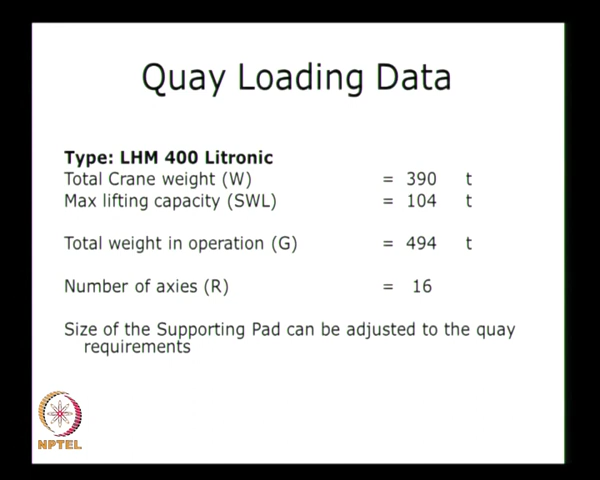 Quay Loading Data
Type: LHM 400 Litronic
Total Crane weight (W) = 390 t
Max lifting capacity (SWL) = 104 t
Total weight in operation (G) = 494 t
Number of axies (R) = 16
Size of the Supporting Pad can be adjusted to the quay
requirements
NPTEL